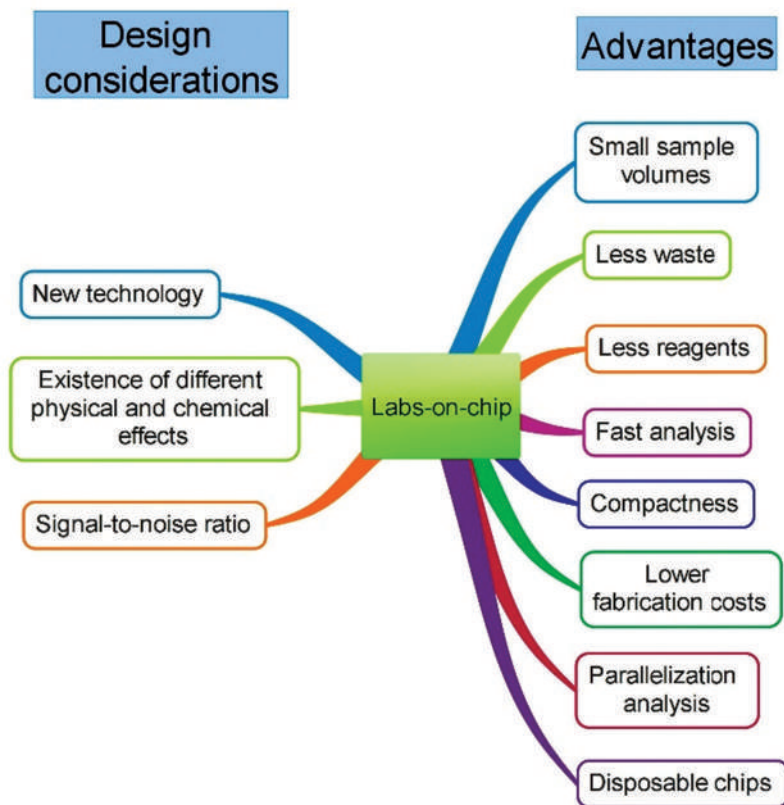 Design
considerations
Advantages
New technology
Existence of different
physical and chemical
effects
Signal-to-noise ratio
Labs-on-chip
Small sample
volumes
Less waste
Less reagents
Fast analysis
Compactness
Lower
fabrication costs
Parallelization
analysis
Disposable chips